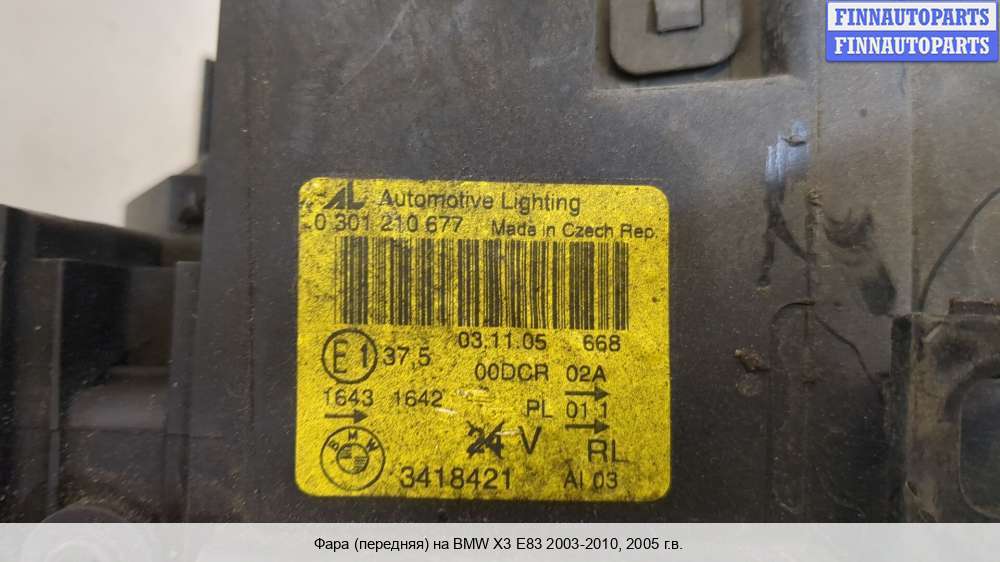 FINNAUTOPARTS
FINNAUTOPARTS
AL Automotive Lighting
0 301 210 677 Made in Czech Rep.
03.11.05 668
E1 37,5
00DCR 02A
1643 1642
PL 01 1
24 V
RL
BMW
3418421 AI 03
Фара (передняя) на BMW X3 E83 2003-2010, 2005 г.в.